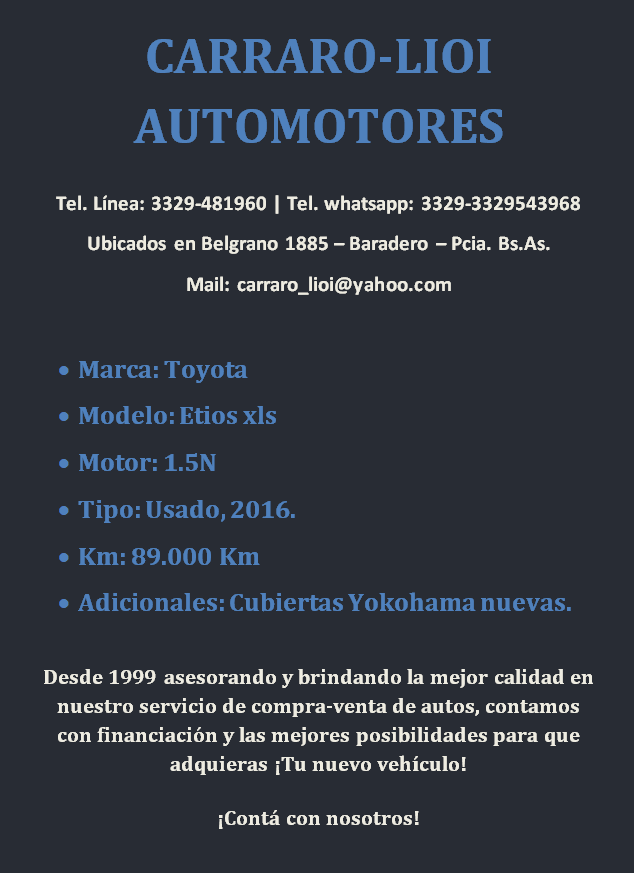 CARRARO-LIOI
AUTOMOTORES
Tel. Línea: 3329-481960 | Tel. whatsapp: 3329-3329543968
Ubicados en Belgrano 1885 – Baradero – Pcia. Bs.As.
Mail: carraro_lioi@yahoo.com
• Marca: Toyota
• Modelo: Etios xls
• Motor: 1.5N
• Tipo: Usado, 2016.
• Km: 89.000 Km
• Adicionales: Cubiertas Yokohama nuevas.
Desde 1999 asesorando y brindando la mejor calidad en
nuestro servicio de compra-venta de autos, contamos
con financiación y las mejores posibilidades para que
adquieras ¡Tu nuevo vehículo!
¡Contá con nosotros!